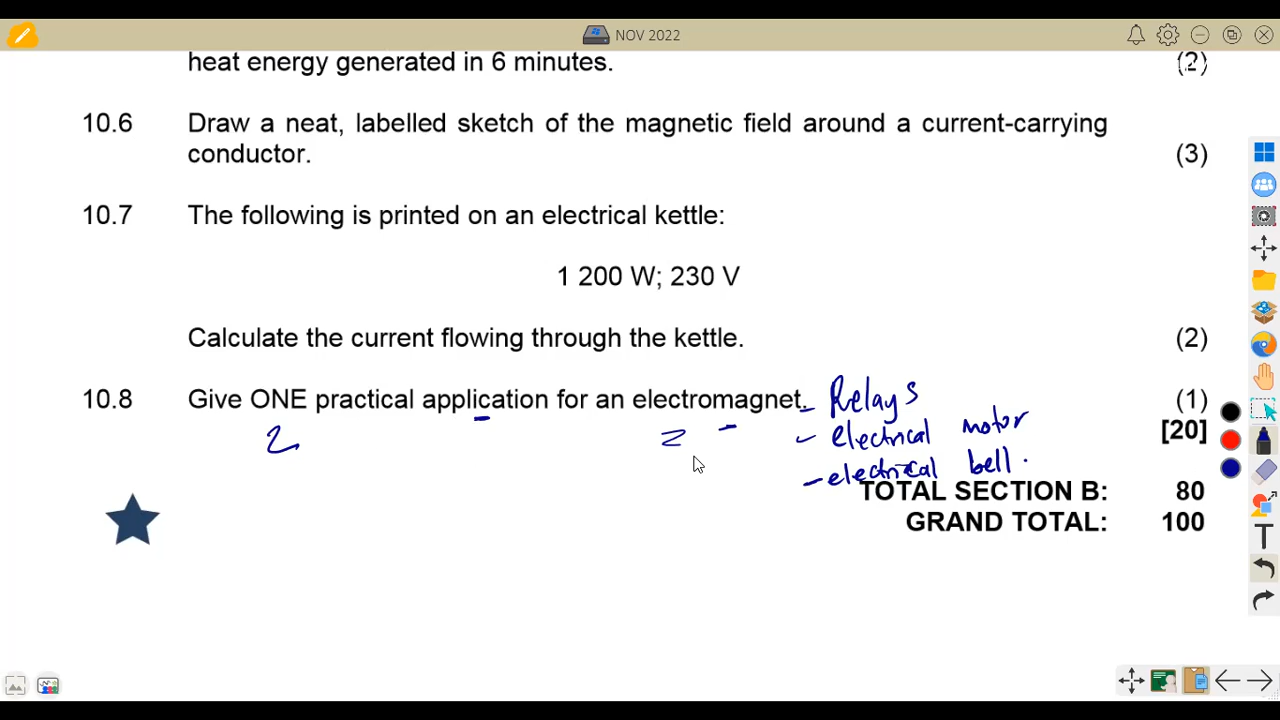 NOV 2022
heat energy generated in 6 minutes. (2)
10.6 Draw a neat, labelled sketch of the magnetic field around a current-carrying
conductor. (3)
10.7 The following is printed on an electrical kettle:
1 200 W; 230 V
Calculate the current flowing through the kettle. (2)
10.8 Give ONE practical application for an electromagnet. - Relays (1)
2 - electrical motor [20]
- electrical bell.
TOTAL SECTION B: 80
GRAND TOTAL: 100
T